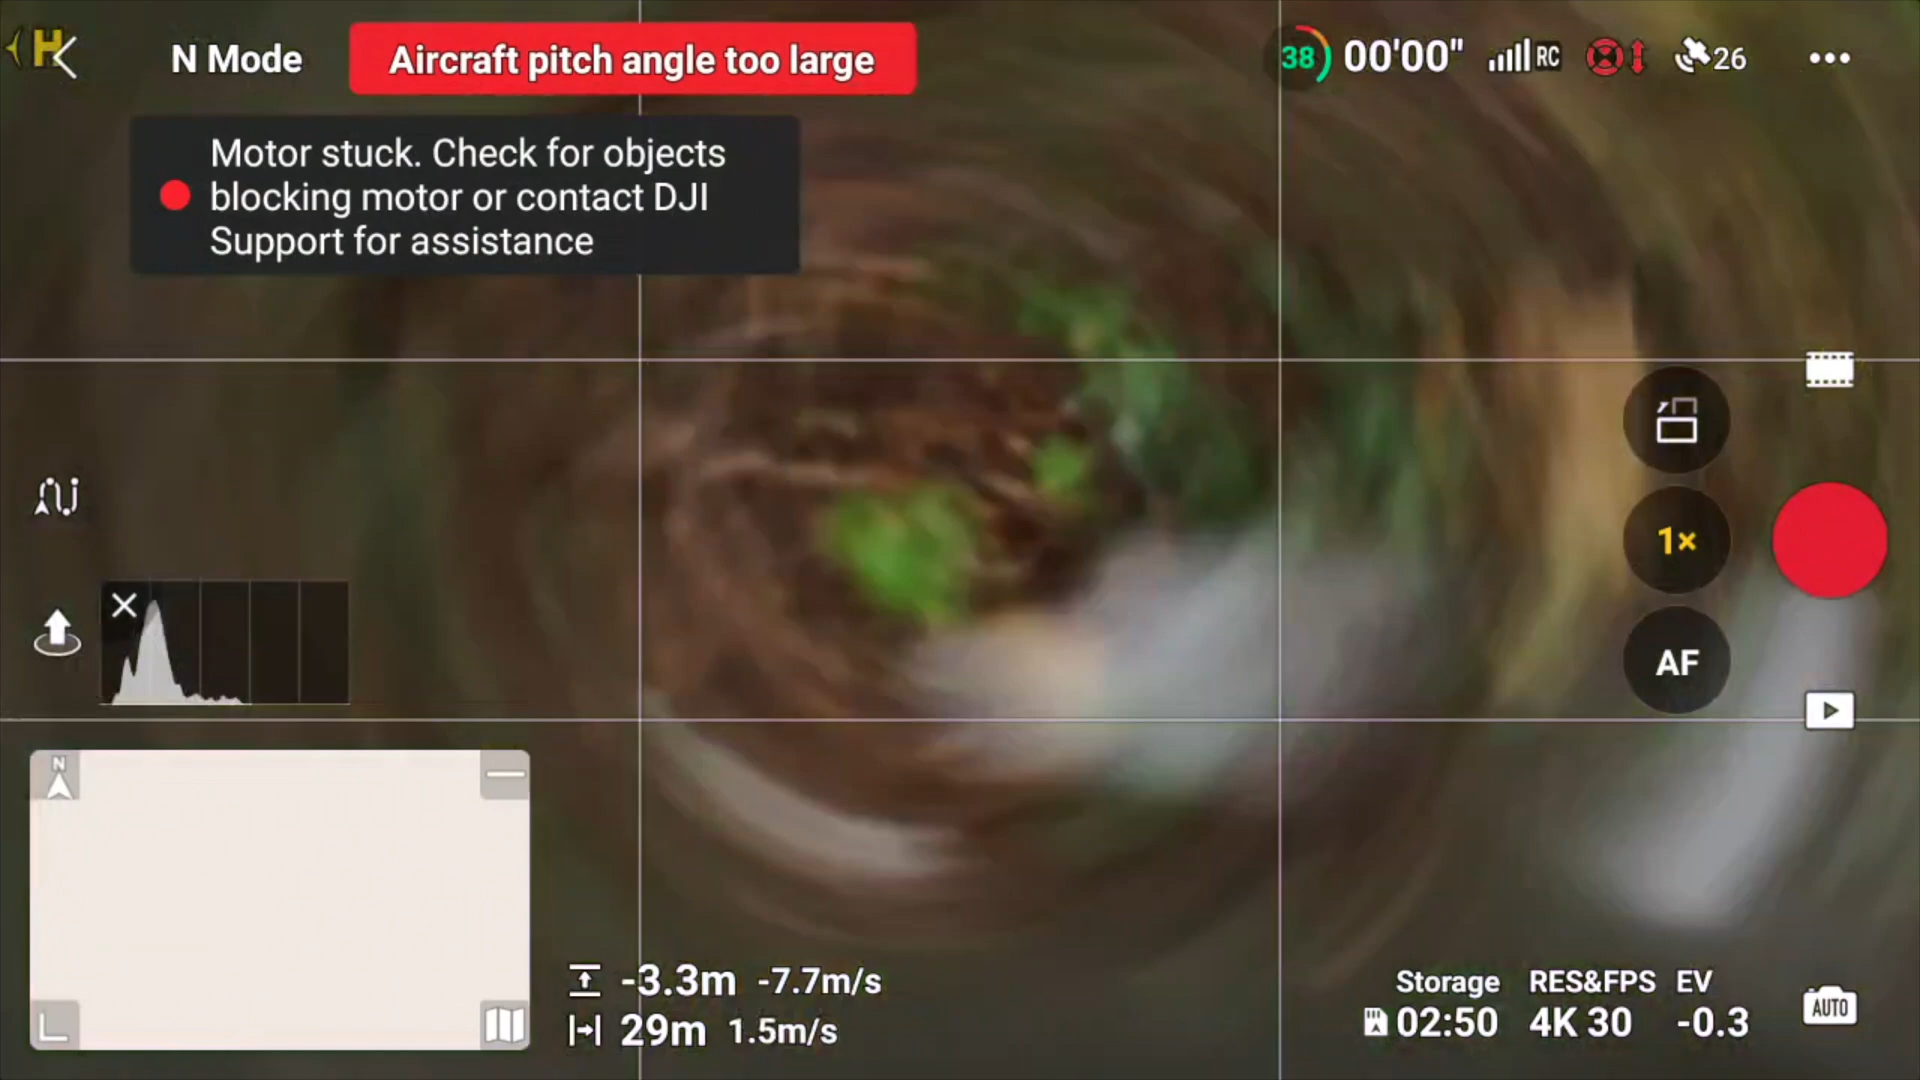 H
N Mode
Aircraft pitch angle too large
38
00'00"
RC
26
Motor stuck. Check for objects
blocking motor or contact DJI
Support for assistance
1×
AF
N
-3.3m -7.7m/s
29m 1.5m/s
Storage RES&FPS EV
02:50 4K 30 -0.3
AUTO